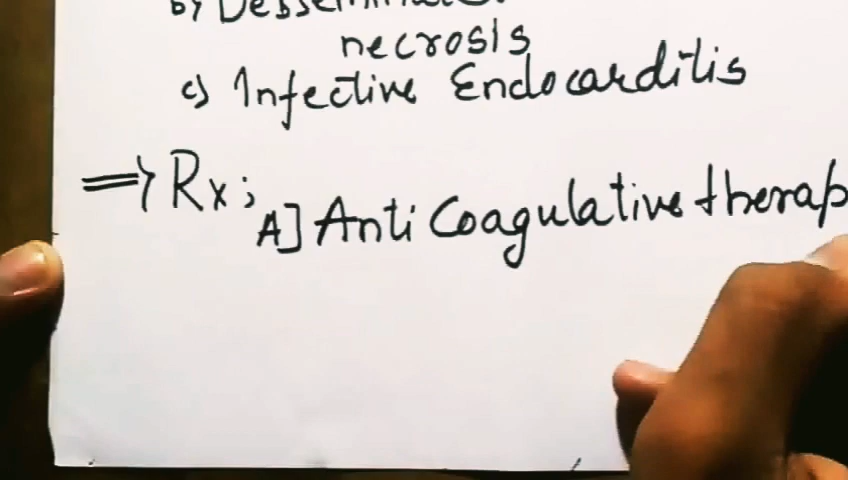 b)
necrosis
c) Infective Endocarditis
⇒ Rx;
A] Anti Coagulative therap